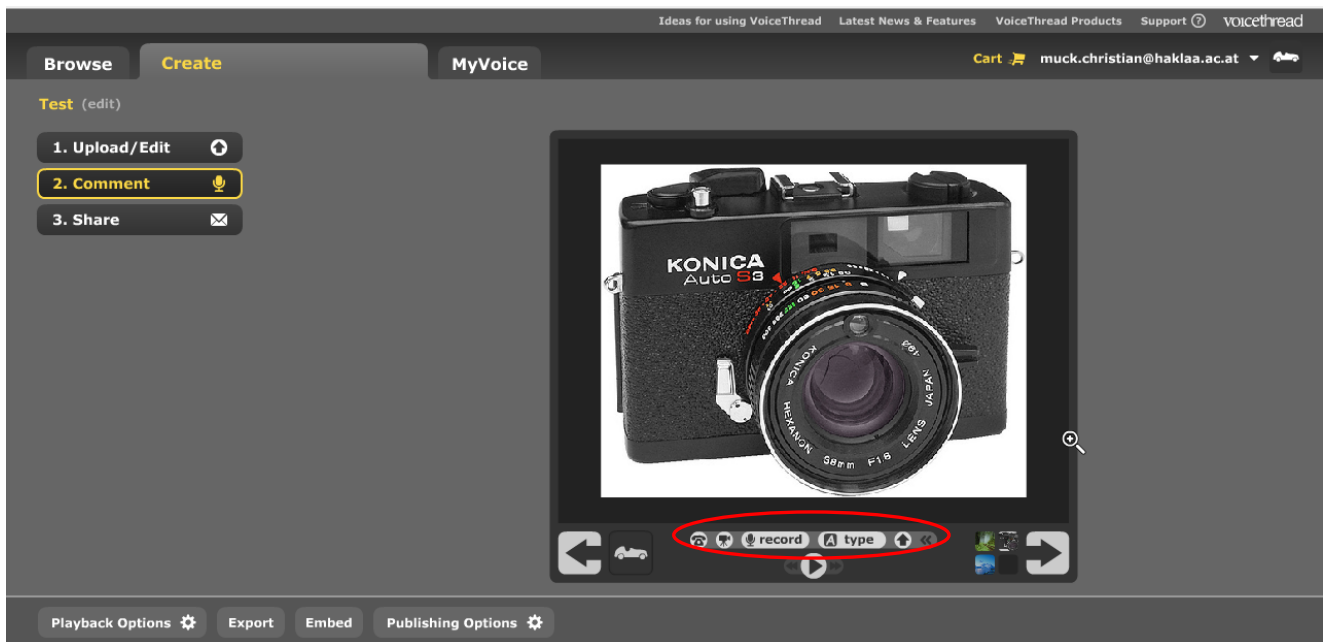 Ideas for using VoiceThread Latest News & Features VoiceThread Products Support ? voicethread
Browse Create MyVoice Cart muck.christian@haklaa.ac.at
Test (edit)
1. Upload/Edit
2. Comment
3. Share
KONICA
Auto S3
KONICA HEXANON 38mm F1.8 LENS JAPAN
record A type
Playback Options Export Embed Publishing Options